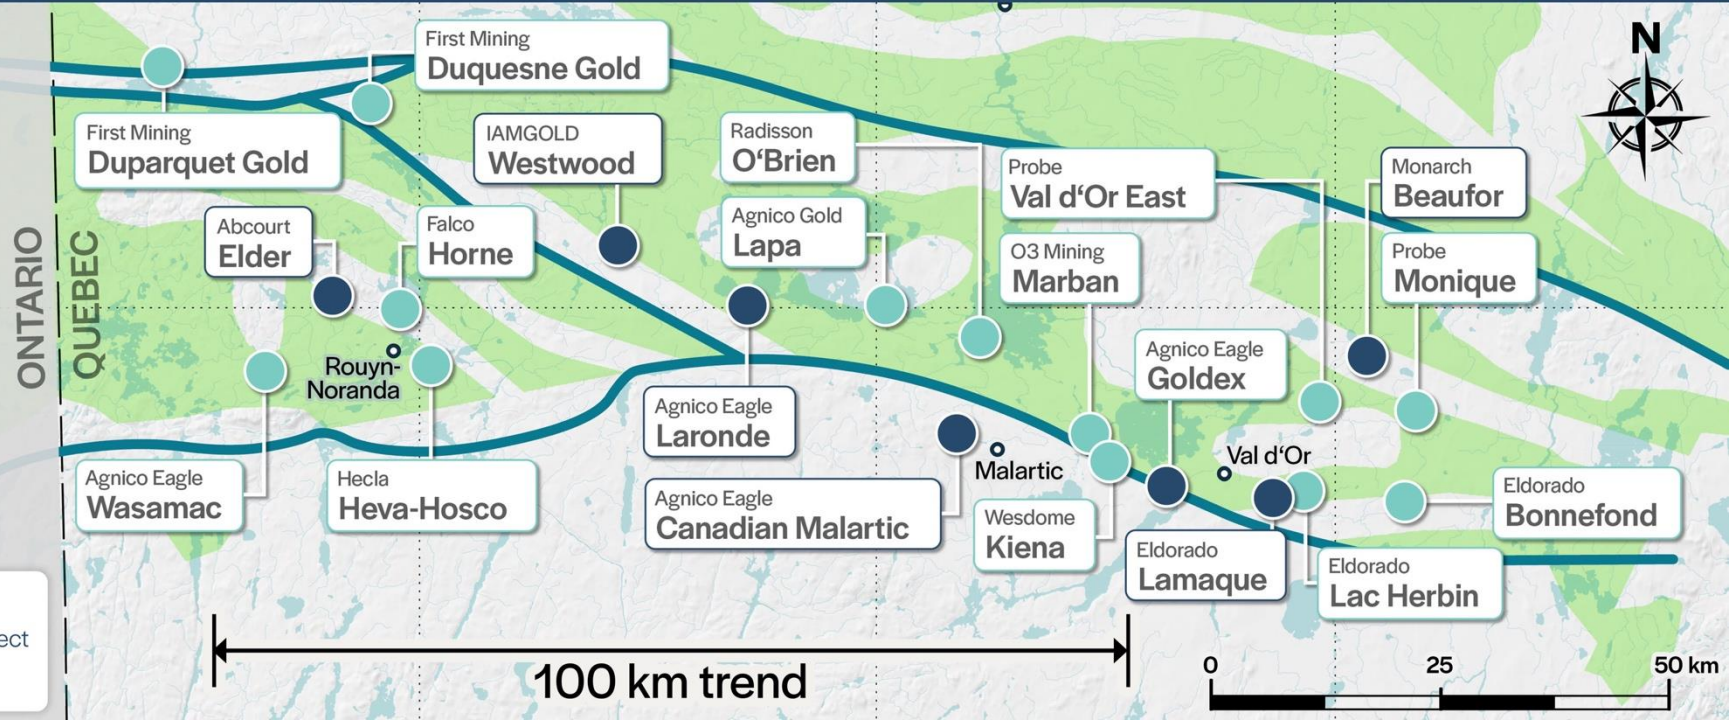 N
First Mining
Duquesne Gold
First Mining
Duparquet Gold
IAMGOLD
Westwood
Radisson
O‘Brien
Probe
Val d‘Or East
Monarch
Beaufor
Abcourt
Elder
Falco
Horne
Agnico Gold
Lapa
O3 Mining
Marban
Probe
Monique
ONTARIO
QUEBEC
Rouyn-
Noranda
Agnico Eagle
Goldex
Agnico Eagle
Laronde
Malartic
Val d‘Or
Agnico Eagle
Wasamac
Hecla
Heva-Hosco
Agnico Eagle
Canadian Malartic
Wesdome
Kiena
Eldorado
Bonnefond
Eldorado
Lamaque
Eldorado
Lac Herbin
ect
100 km trend
0 25 50 km